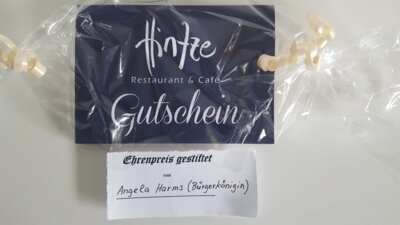 Hintze
Restaurant & Café
Gutschein
Ehrenpreis gestiftet
von
Angela Harms (Bürgerkönigin)